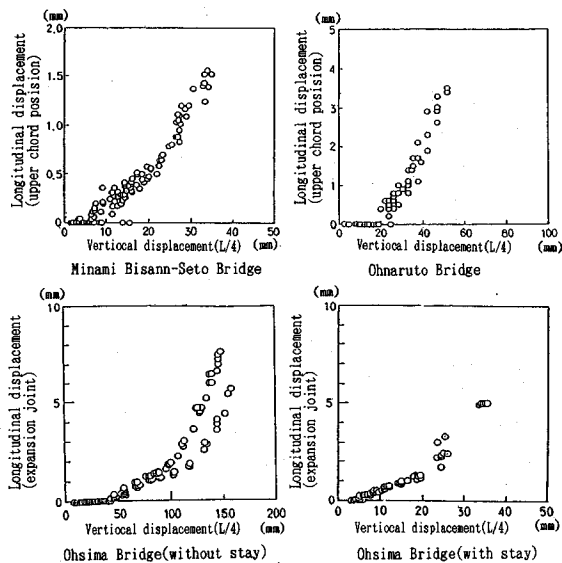 (mm)
2.0
1.5
1.0
0.5
0
0 10 20 30 50
Longitudinal displacement
(upper chord posision)
Vertiocal displacement(L/4) (mm)
Minami Bisann-Seto Bridge
(mm)
5
4
3
2
1
0
0 20 40 60 80 100
Longitudinal displacement
(upper chord posision)
Vertiocal displacement(L/4) (mm)
Ohnaruto Bridge
(mm)
10
5
0
0 50 100 150 200
Longitudinal displacement
(expansion joint)
Vertiocal displacement(L/4) (mm)
Ohsima Bridge(without stay)
(mm)
10
5
0
0 10 20 30 40 50
Longitudinal displacement
(expansion joint)
Vertiocal displacement(L/4) (mm)
Ohsima Bridge(with stay)